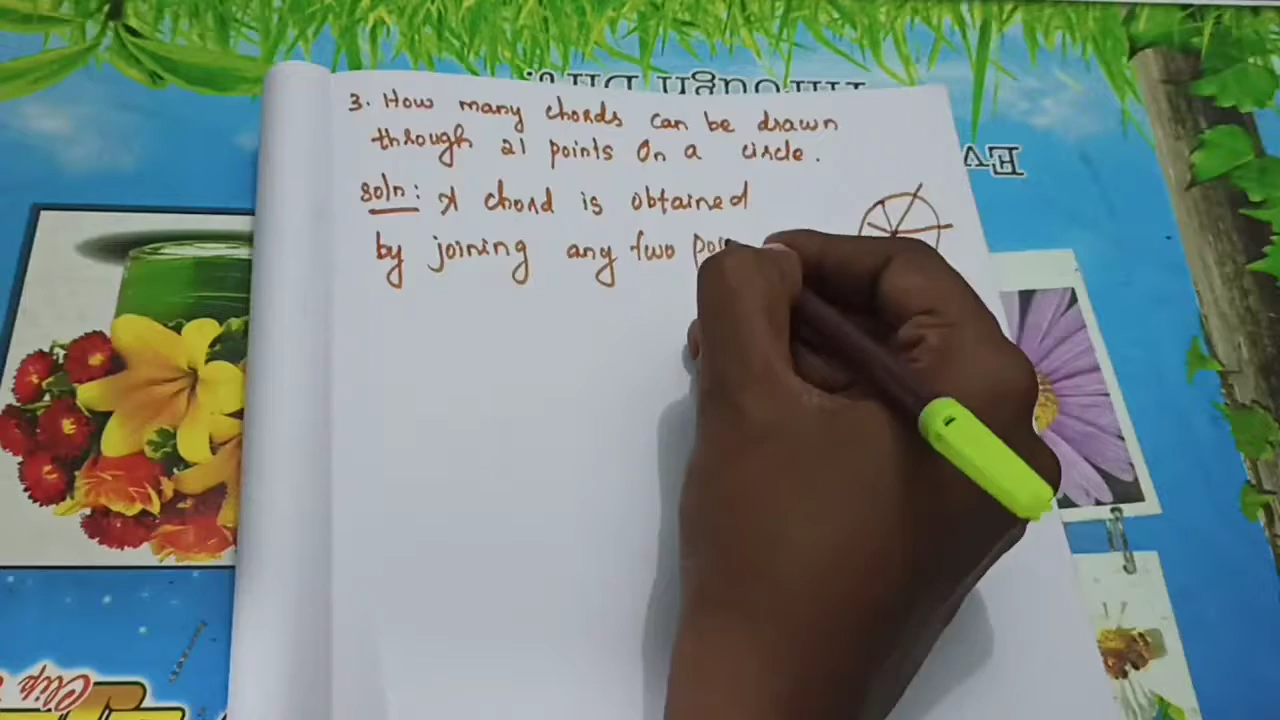 3. How many chords can be drawn
through 21 points on a circle.
soln: A chord is obtained
by joining any two poi